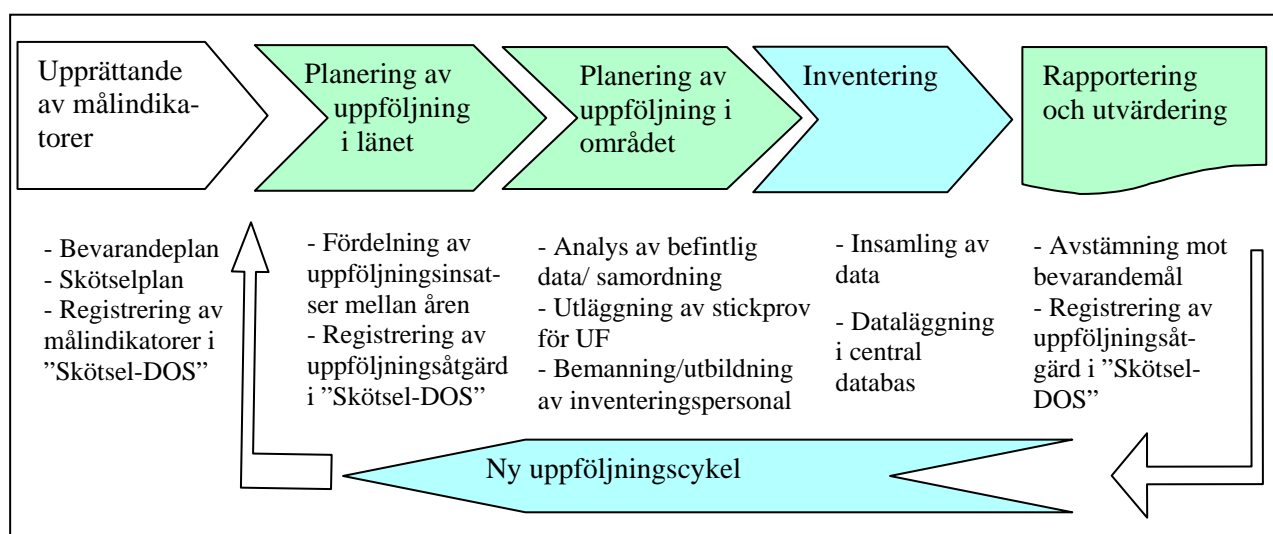 Upprättande
av målindika-
torer
Planering av
uppföljning
i länet
Planering av
uppföljning i
området
Inventering
Rapportering
och utvärdering
- Bevarandeplan
- Skötselplan
- Registrering av
målindikatorer i
”Skötsel-DOS”
- Fördelning av
uppföljningsinsat-
ser mellan åren
- Registrering av
uppföljningsåtgärd
i ”Skötsel-DOS”
- Analys av befintlig
data/ samordning
- Utläggning av stickprov
för UF
- Bemanning/utbildning
av inventeringspersonal
- Insamling av
data
- Dataläggning
i central
databas
- Avstämning mot
bevarandemål
- Registrering av
uppföljningsåt-
gärd i ”Skötsel-
DOS”
Ny uppföljningscykel